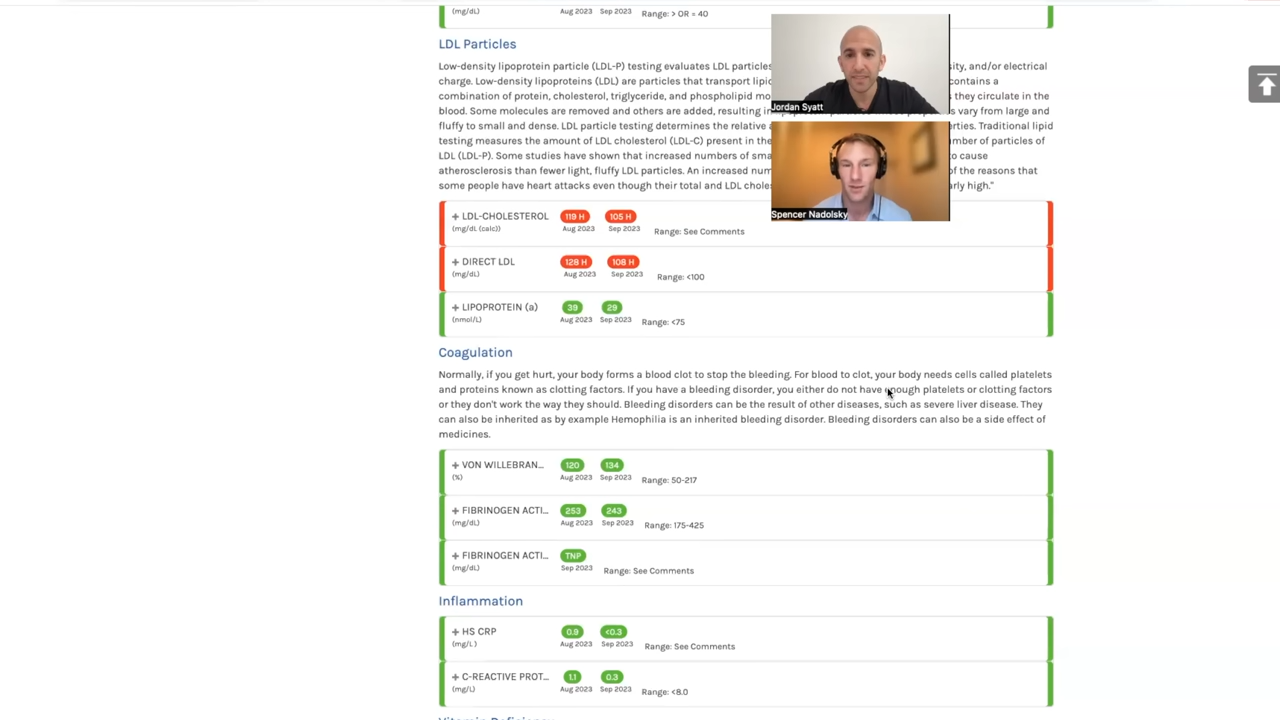 (mg/dL)
Aug 2023 Sep 2023 Range: > OR = 40
LDL Particles
Low-density lipoprotein particle (LDL-P) testing evaluates LDL particles
sity, and/or electrical
charge. Low-density lipoproteins (LDL) are particles that transport lipid
contains a
combination of protein, cholesterol, triglyceride, and phospholipid mo
s they circulate in the
blood. Some molecules are removed and others are added, resulting in
s vary from large and
fluffy to small and dense. LDL particle testing determines the relative a
erties. Traditional lipid
testing measures the amount of LDL cholesterol (LDL-C) present in the
mber of particles of
LDL (LDL-P). Some studies have shown that increased numbers of sma
to cause
atherosclerosis than fewer light, fluffy LDL particles. An increased num
of the reasons that
some people have heart attacks even though their total and LDL chole
arly high."
Jordan Syatt
Spencer Nadolsky
+ LDL-CHOLESTEROL 119 H 105 H
(mg/dL (calc)) Aug 2023 Sep 2023 Range: See Comments
+ DIRECT LDL 128 H 108 H
(mg/dL) Aug 2023 Sep 2023 Range: <100
+ LIPOPROTEIN (a) 39 29
(nmol/L) Aug 2023 Sep 2023 Range: <75
Coagulation
Normally, if you get hurt, your body forms a blood clot to stop the bleeding. For blood to clot, your body needs cells called platelets
and proteins known as clotting factors. If you have a bleeding disorder, you either do not have enough platelets or clotting factors
or they don't work the way they should. Bleeding disorders can be the result of other diseases, such as severe liver disease. They
can also be inherited as by example Hemophilia is an inherited bleeding disorder. Bleeding disorders can also be a side effect of
medicines.
+ VON WILLEBRAN... 120 134
(%) Aug 2023 Sep 2023 Range: 50-217
+ FIBRINOGEN ACTI... 253 243
(mg/dL) Aug 2023 Sep 2023 Range: 175-425
+ FIBRINOGEN ACTI... TNP
(mg/dL) Sep 2023 Range: See Comments
Inflammation
+ HS CRP 0.9 <0.3
(mg/L ) Aug 2023 Sep 2023 Range: See Comments
+ C-REACTIVE PROT... 1.1 0.3
(mg/L) Aug 2023 Sep 2023 Range: <8.0